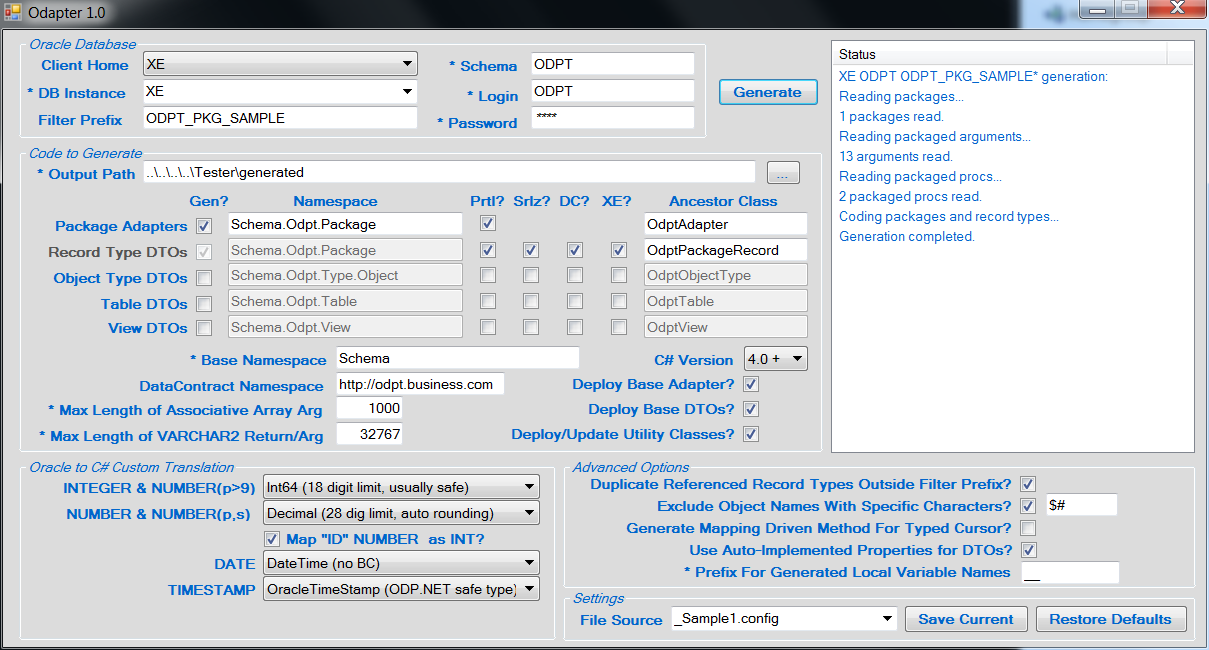 Odapter 1.0
Oracle Database
Client Home XE * Schema ODPT
* DB Instance XE * Login ODPT
Filter Prefix ODPT_PKG_SAMPLE * Password ****
Generate
Code to Generate
* Output Path ..\..\..\..\Tester\generated ...
Gen? Namespace Prtl? Srlz? DC? XE? Ancestor Class
Package Adapters Schema.Odpt.Package OdptAdapter
Record Type DTOs Schema.Odpt.Package OdptPackageRecord
Object Type DTOs Schema.Odpt.Type.Object OdptObjectType
Table DTOs Schema.Odpt.Table OdptTable
View DTOs Schema.Odpt.View OdptView
* Base Namespace Schema C# Version 4.0 +
DataContract Namespace http://odpt.business.com Deploy Base Adapter?
* Max Length of Associative Array Arg 1000 Deploy Base DTOs?
* Max Length of VARCHAR2 Return/Arg 32767 Deploy/Update Utility Classes?
Status
XE ODPT ODPT_PKG_SAMPLE* generation:
Reading packages...
1 packages read.
Reading packaged arguments...
13 arguments read.
Reading packaged procs...
2 packaged procs read.
Coding packages and record types...
Generation completed.
Oracle to C# Custom Translation
INTEGER & NUMBER(p>9) Int64 (18 digit limit, usually safe)
NUMBER & NUMBER(p,s) Decimal (28 dig limit, auto rounding)
Map "ID" NUMBER as INT?
DATE DateTime (no BC)
TIMESTAMP OracleTimeStamp (ODP.NET safe type)
Advanced Options
Duplicate Referenced Record Types Outside Filter Prefix?
Exclude Object Names With Specific Characters? $#
Generate Mapping Driven Method For Typed Cursor?
Use Auto-Implemented Properties for DTOs?
* Prefix For Generated Local Variable Names __
Settings
File Source _Sample1.config Save Current Restore Defaults